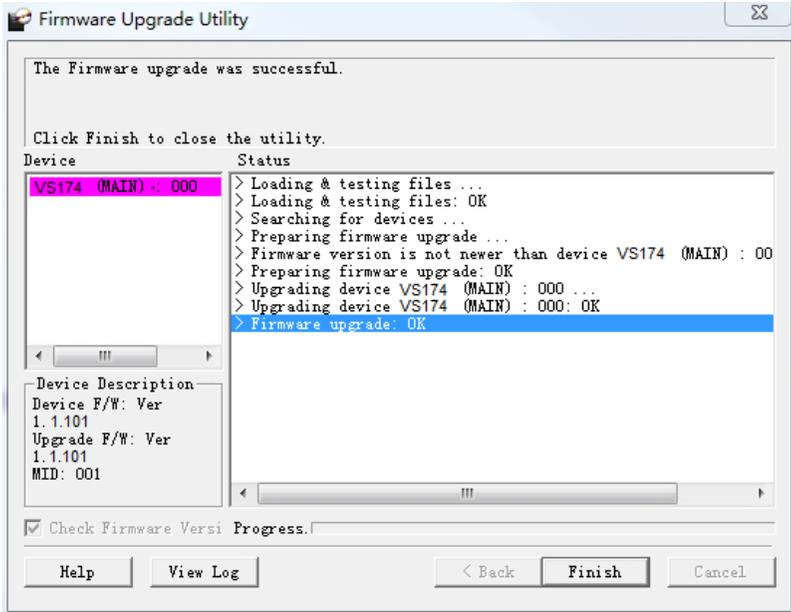 Firmware Upgrade Utility
The Firmware upgrade was successful.
Click Finish to close the utility.
Device
Status
VS174 (MAIN) -: 000
> Loading & testing files ...
> Loading & testing files: OK
> Searching for devices ...
> Preparing firmware upgrade ...
> Firmware version is not newer than device VS174 (MAIN) : 00
> Preparing firmware upgrade: OK
> Upgrading device VS174 (MAIN) : 000 ...
> Upgrading device VS174 (MAIN) : 000: OK
> Firmware upgrade: OK
Device Description
Device F/W: Ver
1.1.101
Upgrade F/W: Ver
1.1.101
MID: 001
Check Firmware Versi
Progress.
Help
View Log
< Back
Finish
Cancel